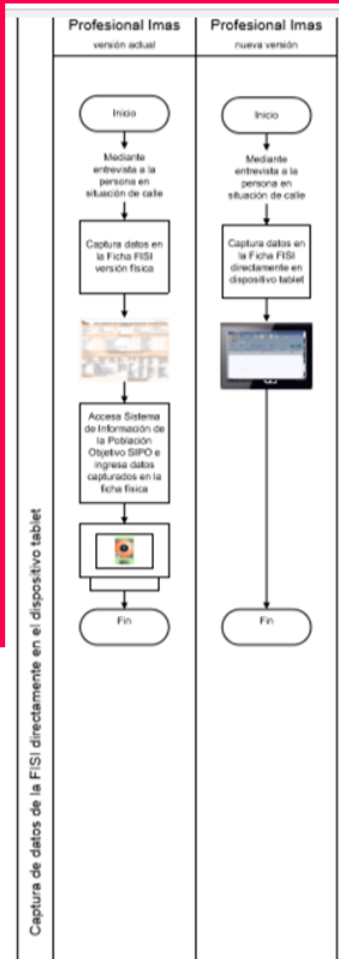 Profesional Imas
versión actual
Inicio
Mediante
entrevista a la
persona en
situación de calle
Captura datos en
la Ficha FISI
versión física
Accesa Sistema
de Información de
la Población
Objetivo SIPO e
ingresa datos
capturados en la
ficha física
Fin
Profesional Imas
nueva versión
Inicio
Mediante
entrevista a la
persona en
situación de calle
Captura datos en
la Ficha FISI
directamente en
dispositivo tablet
Fin
Captura de datos de la FISI directamente en el dispositivo tablet